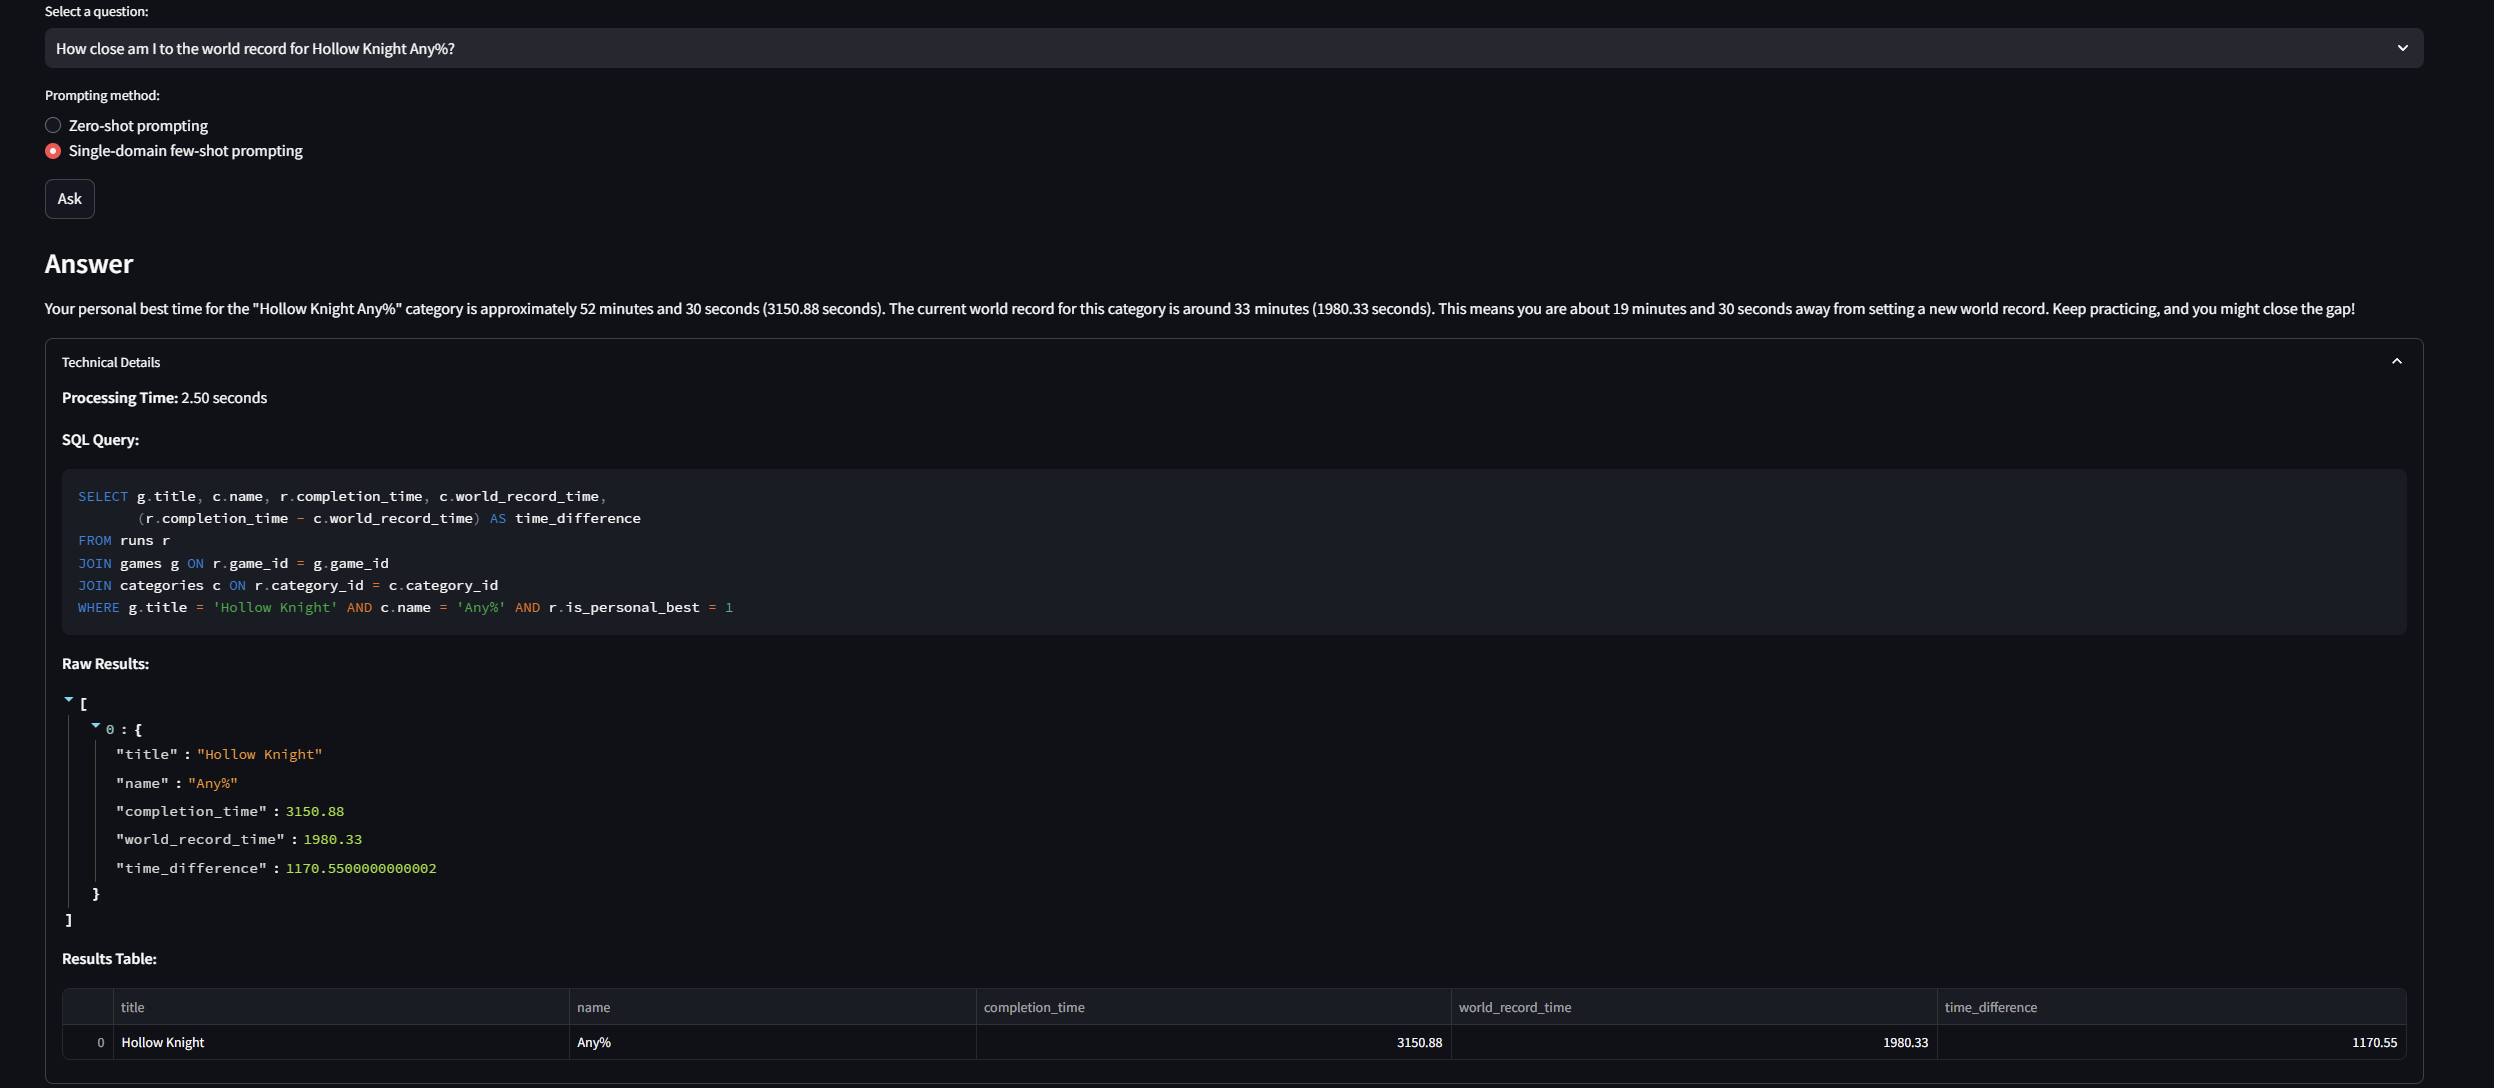 Select a question:
How close am I to the world record for Hollow Knight Any%?
Prompting method:
Zero-shot prompting
Single-domain few-shot prompting
Ask
Answer
Your personal best time for the "Hollow Knight Any%" category is approximately 52 minutes and 30 seconds (3150.88 seconds). The current world record for this category is around 33 minutes (1980.33 seconds). This means you are about 19 minutes and 30 seconds away from setting a new world record. Keep practicing, and you might close the gap!
Technical Details
Processing Time: 2.50 seconds
SQL Query:
SELECT g.title, c.name, r.completion_time, c.world_record_time,
(r.completion_time - c.world_record_time) AS time_difference
FROM runs r
JOIN games g ON r.game_id = g.game_id
JOIN categories c ON r.category_id = c.category_id
WHERE g.title = 'Hollow Knight' AND c.name = 'Any%' AND r.is_personal_best = 1
Raw Results:
[
0 : {
"title" : "Hollow Knight"
"name" : "Any%"
"completion_time" : 3150.88
"world_record_time" : 1980.33
"time_difference" : 1170.5500000000002
}
]
Results Table:
title name completion_time world_record_time time_difference
0 Hollow Knight Any% 3150.88 1980.33 1170.55